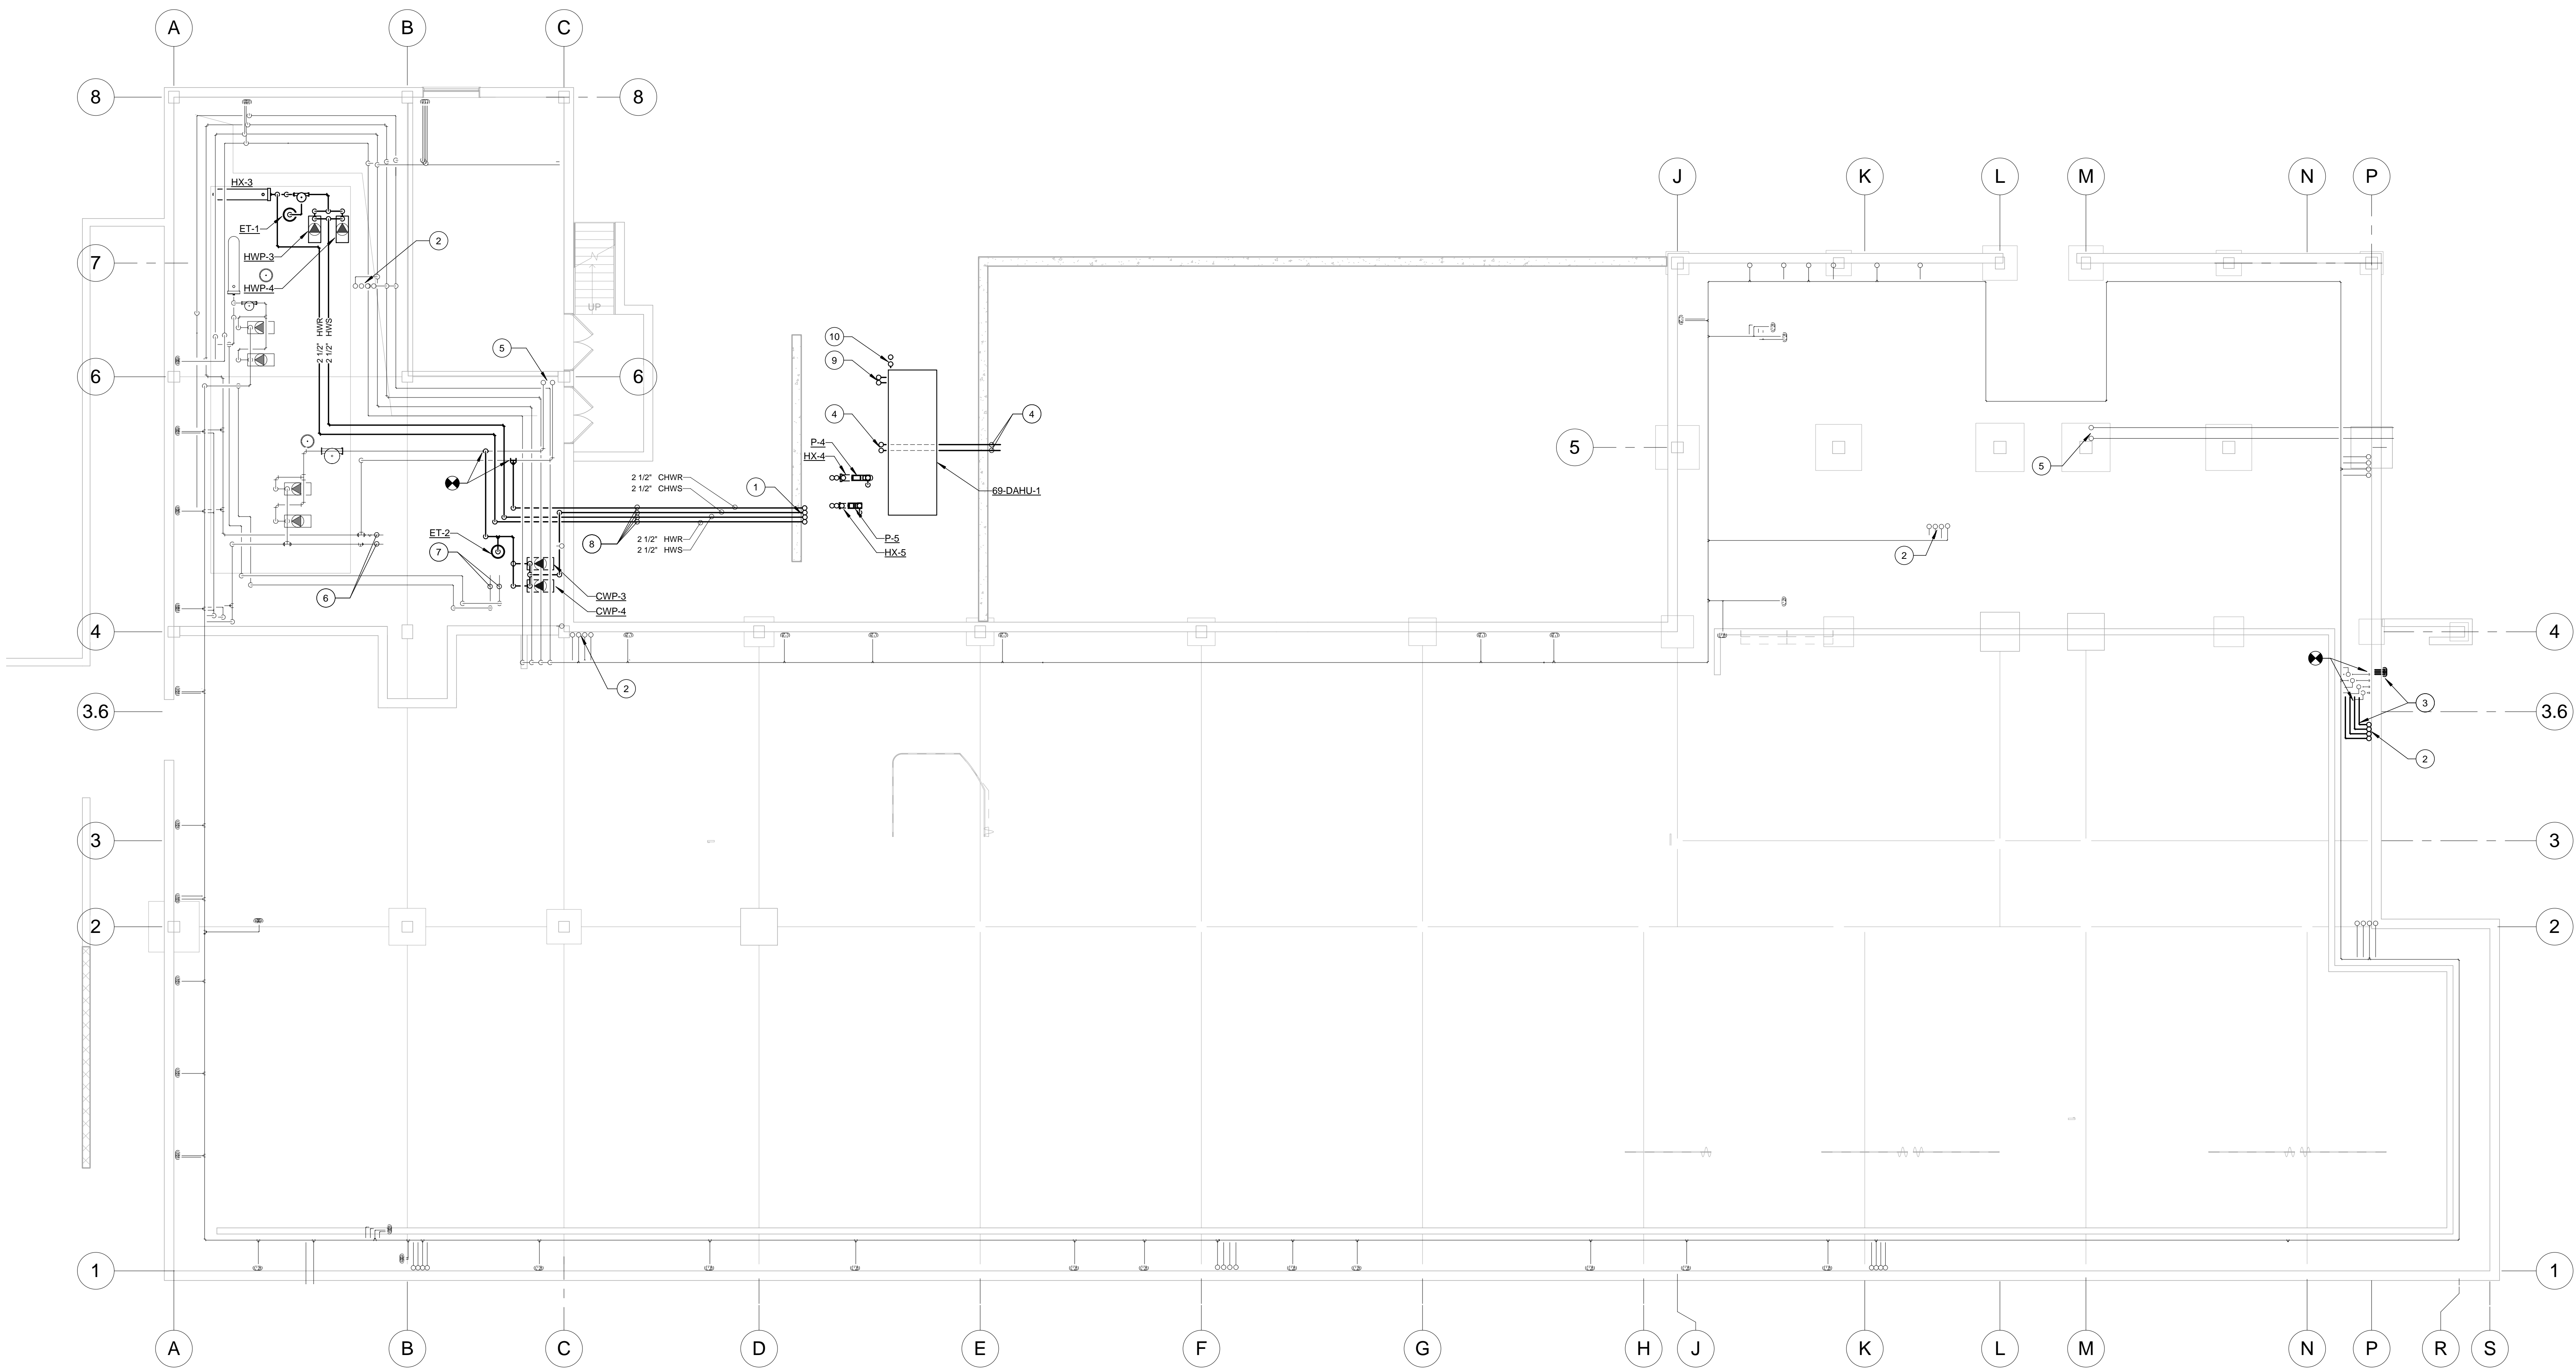 A
B
C
8
8
J
K
L
M
N
P
HX-3
ET-1
HWP-3
2
7
HWP-4
UP
2 1/2" HWR
2 1/2" HWS
10
5
9
6
6
4
4
P-4
5
HX-4
5
2 1/2" CHWR
2 1/2" CHWS
1
69-DAHU-1
ET-2
P-5
2 1/2" HWR
8
7
HX-5
2
2 1/2" HWS
6
CWP-3
CWP-4
4
4
2
3.6
3
3.6
2
3
3
2
2
1
1
A
B
C
D
E
F
G
H
J
K
L
M
N
P
R
S